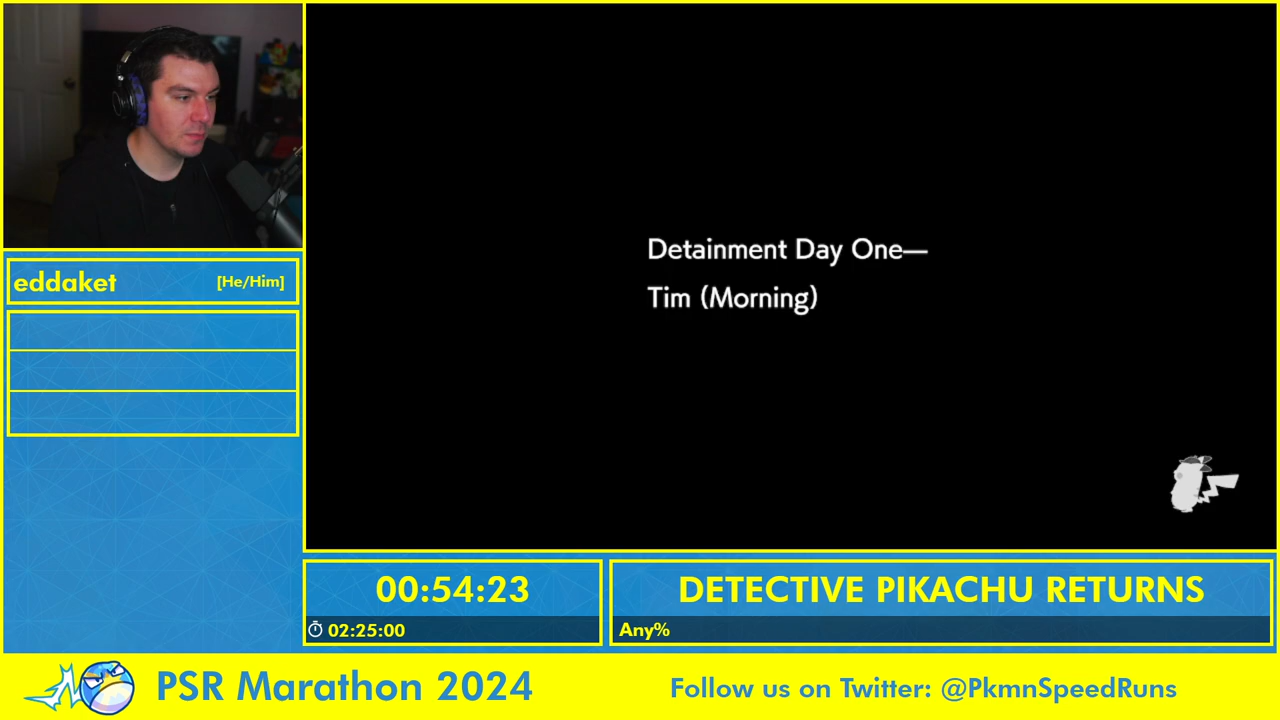 Detainment Day One—
Tim (Morning)
eddaket [He/Him]
00:54:23
02:25:00
DETECTIVE PIKACHU RETURNS
Any%
PSR Marathon 2024
Follow us on Twitter: @PkmnSpeedRuns